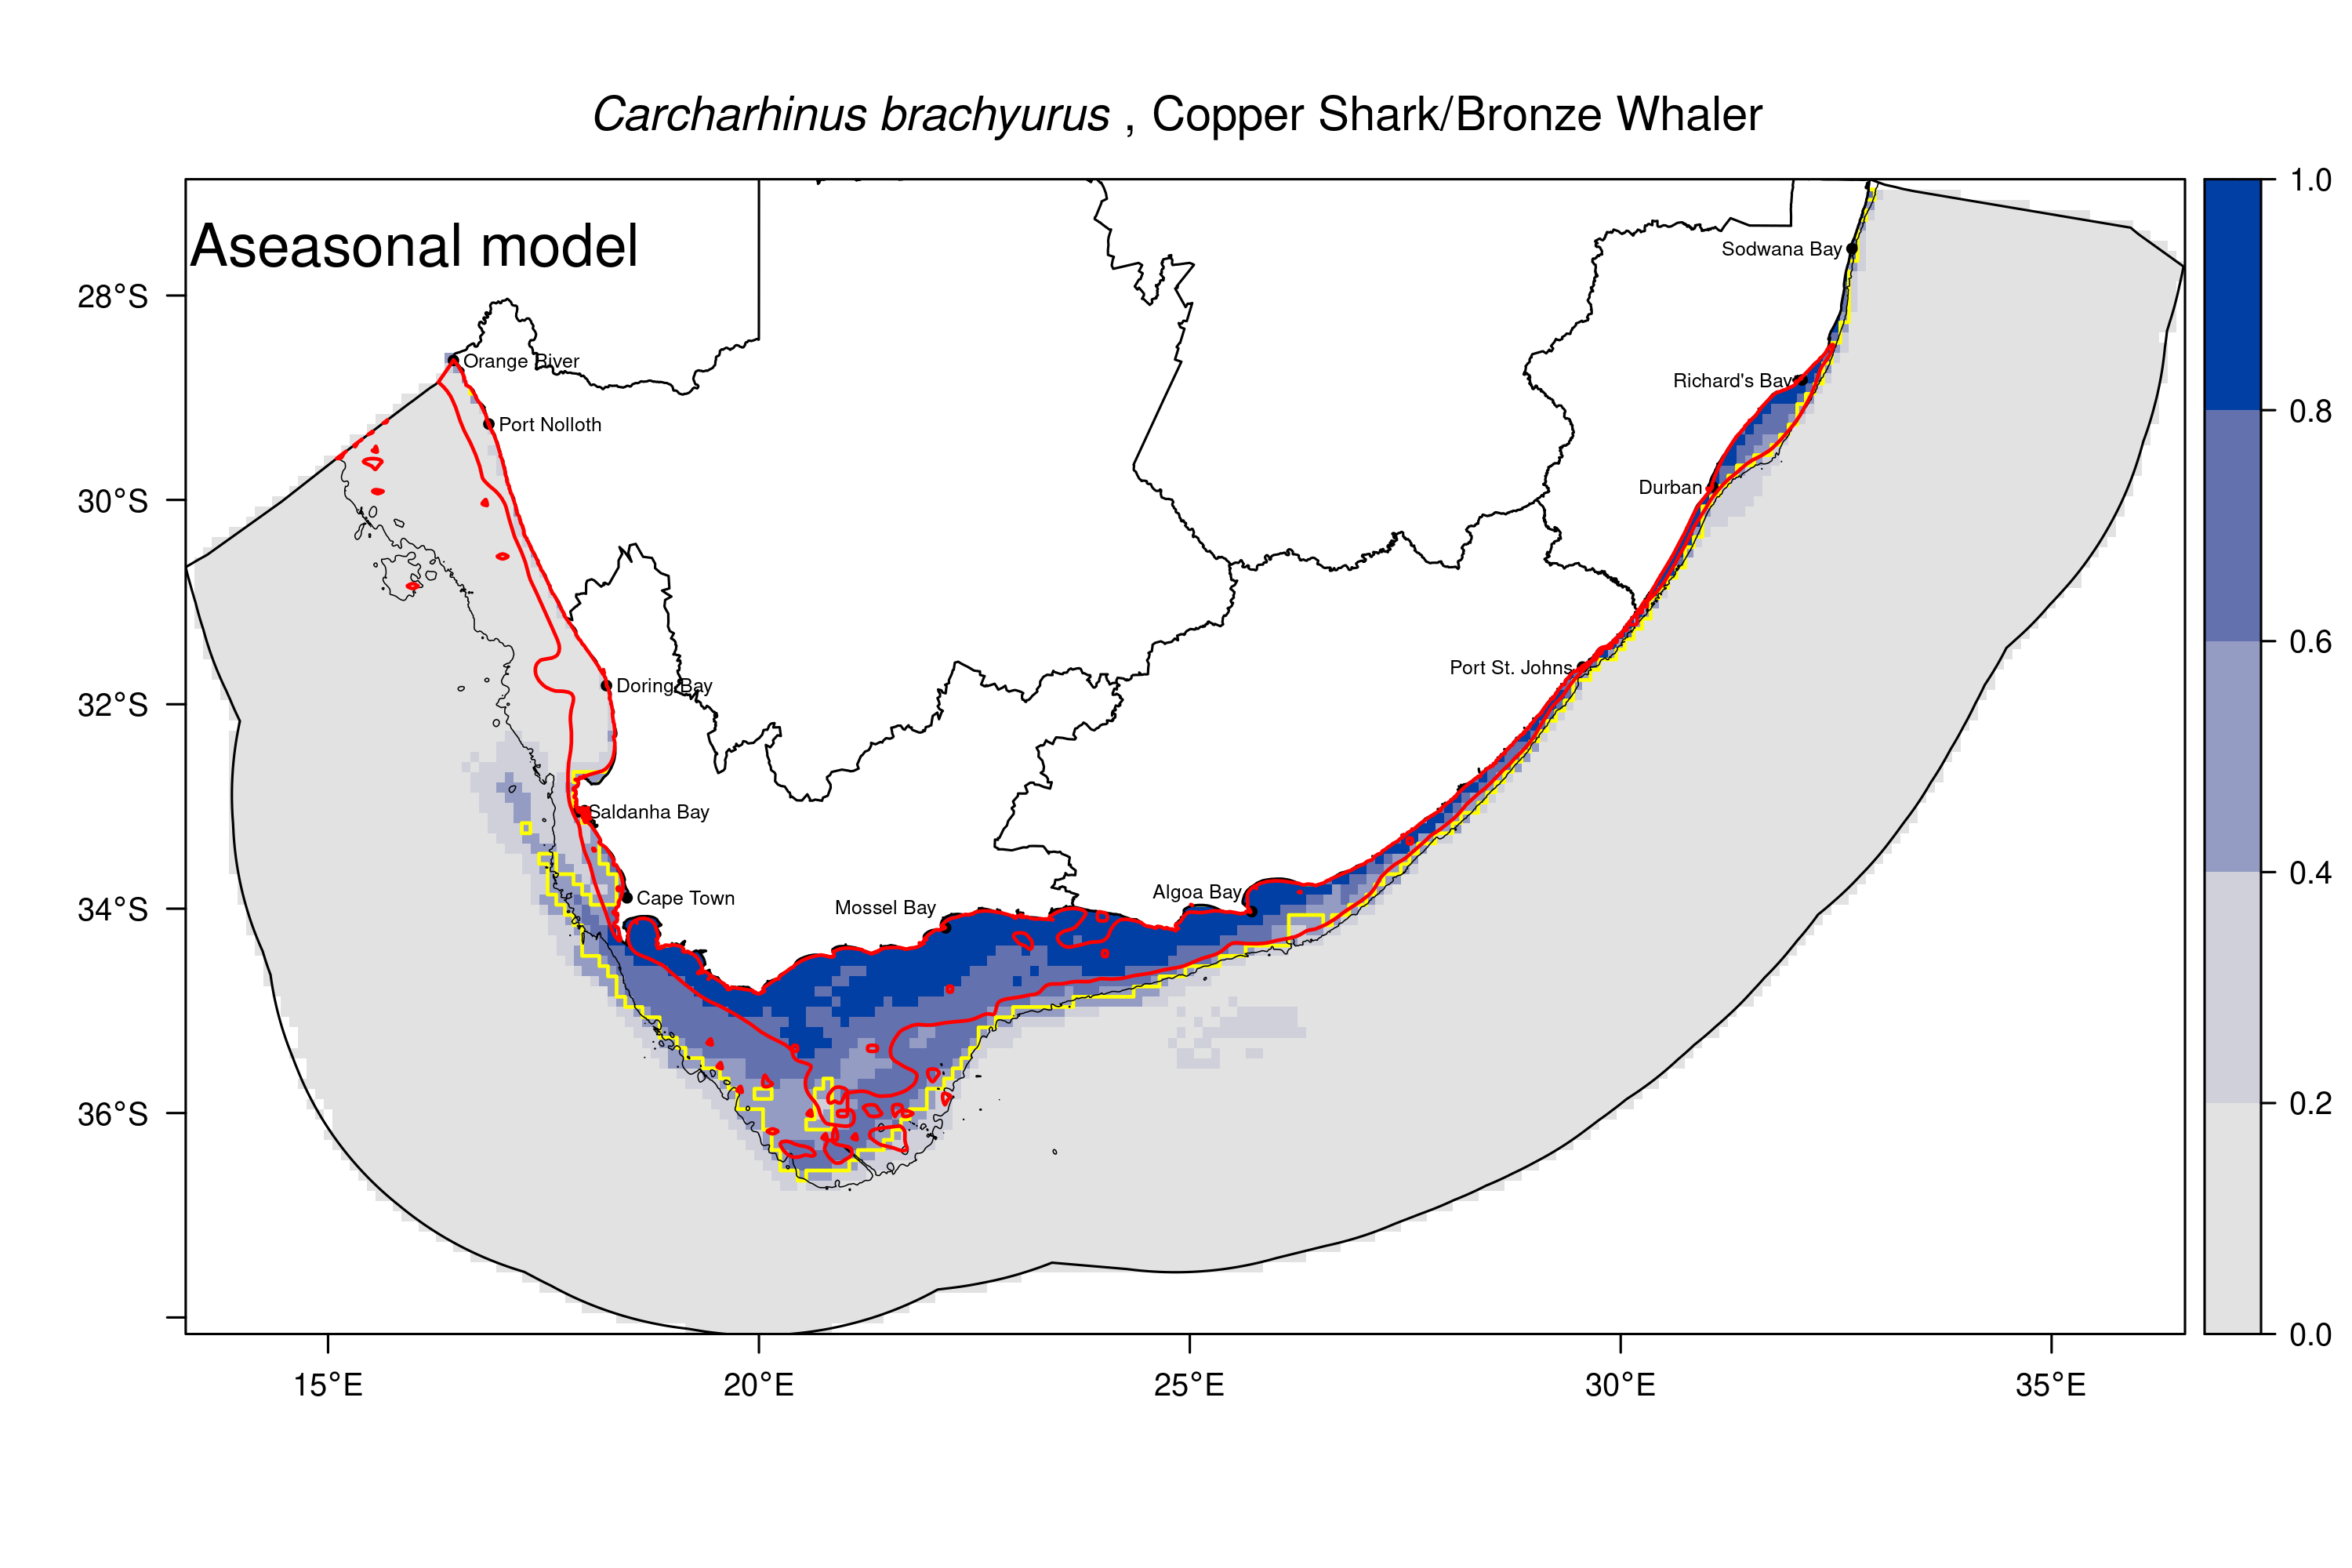 Carcharhinus brachyurus , Copper Shark/Bronze Whaler
Aseasonal model
Sodwana Bay
Orange River
Richard's Bay
Port Nolloth
Durban
Port St. Johns
Doring Bay
Saldanha Bay
Algoa Bay
Cape Town
Mossel Bay
28°S
30°S
32°S
34°S
36°S
15°E
20°E
25°E
30°E
35°E
1.0
0.8
0.6
0.4
0.2
0.0